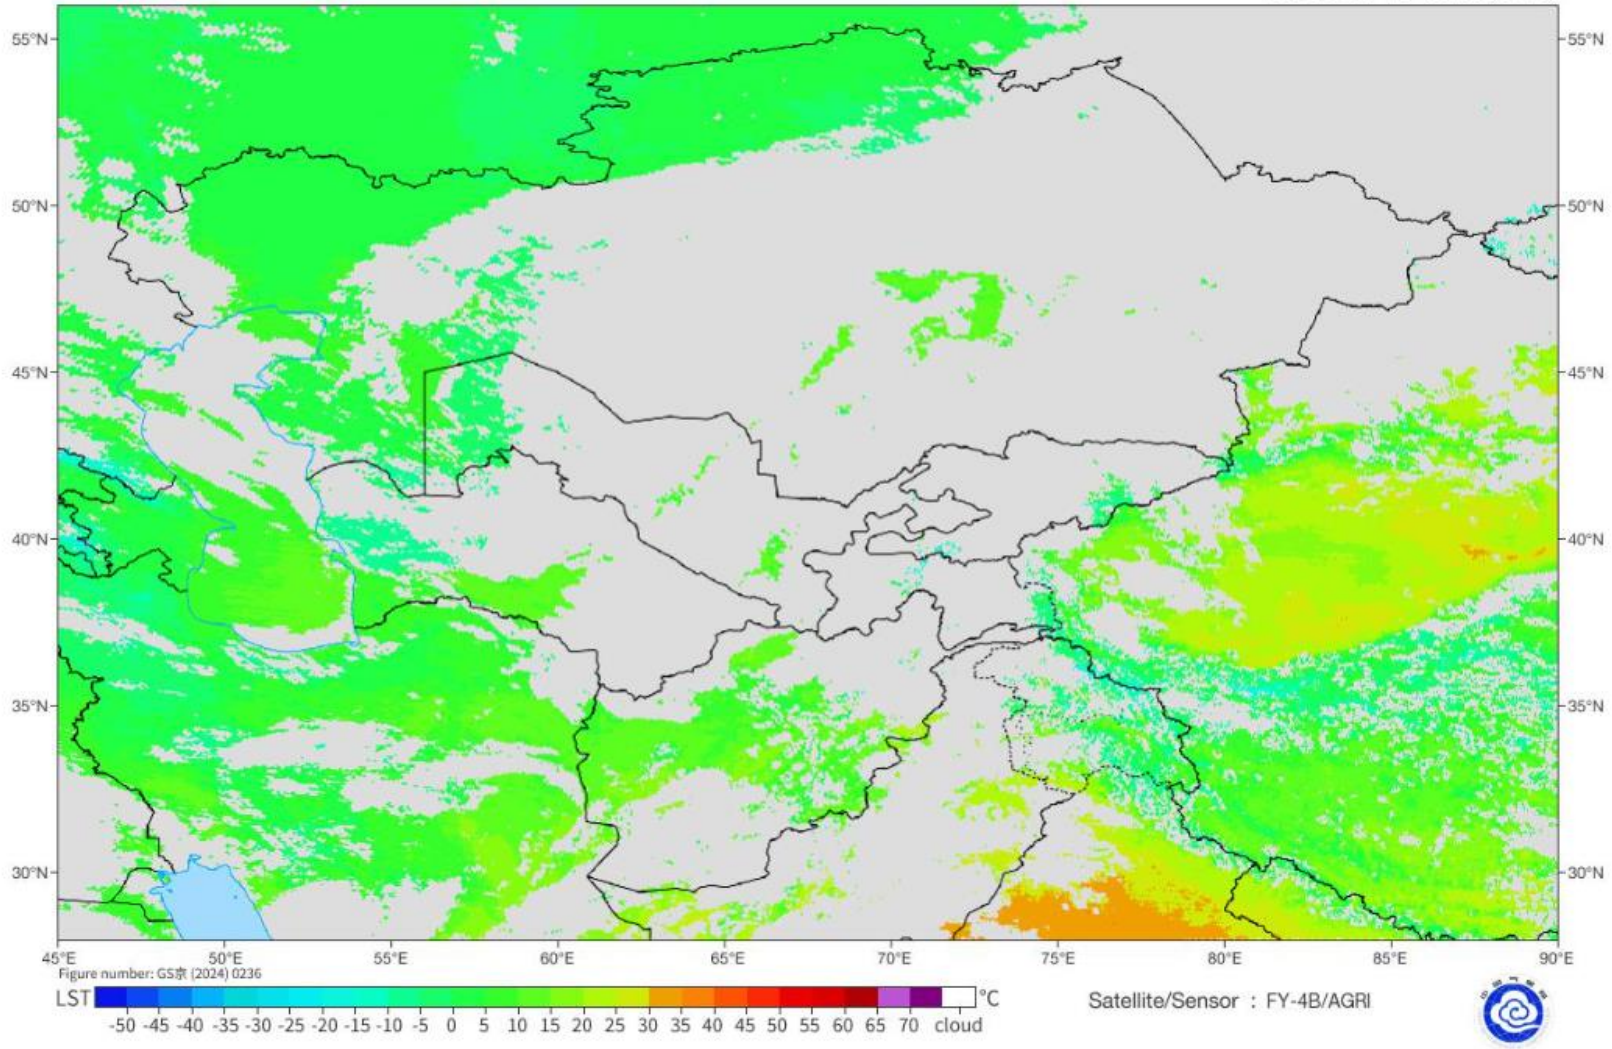 55°N 55°N
50°N 50°N
45°N 45°N
40°N 40°N
35°N 35°N
30°N 30°N
45°E 50°E 55°E 60°E 65°E 70°E 75°E 80°E 85°E 90°E
Figure number: GS京 (2024) 0236
LST °C
-50 -45 -40 -35 -30 -25 -20 -15 -10 -5 0 5 10 15 20 25 30 35 40 45 50 55 60 65 70 cloud
Satellite/Sensor : FY-4B/AGRI